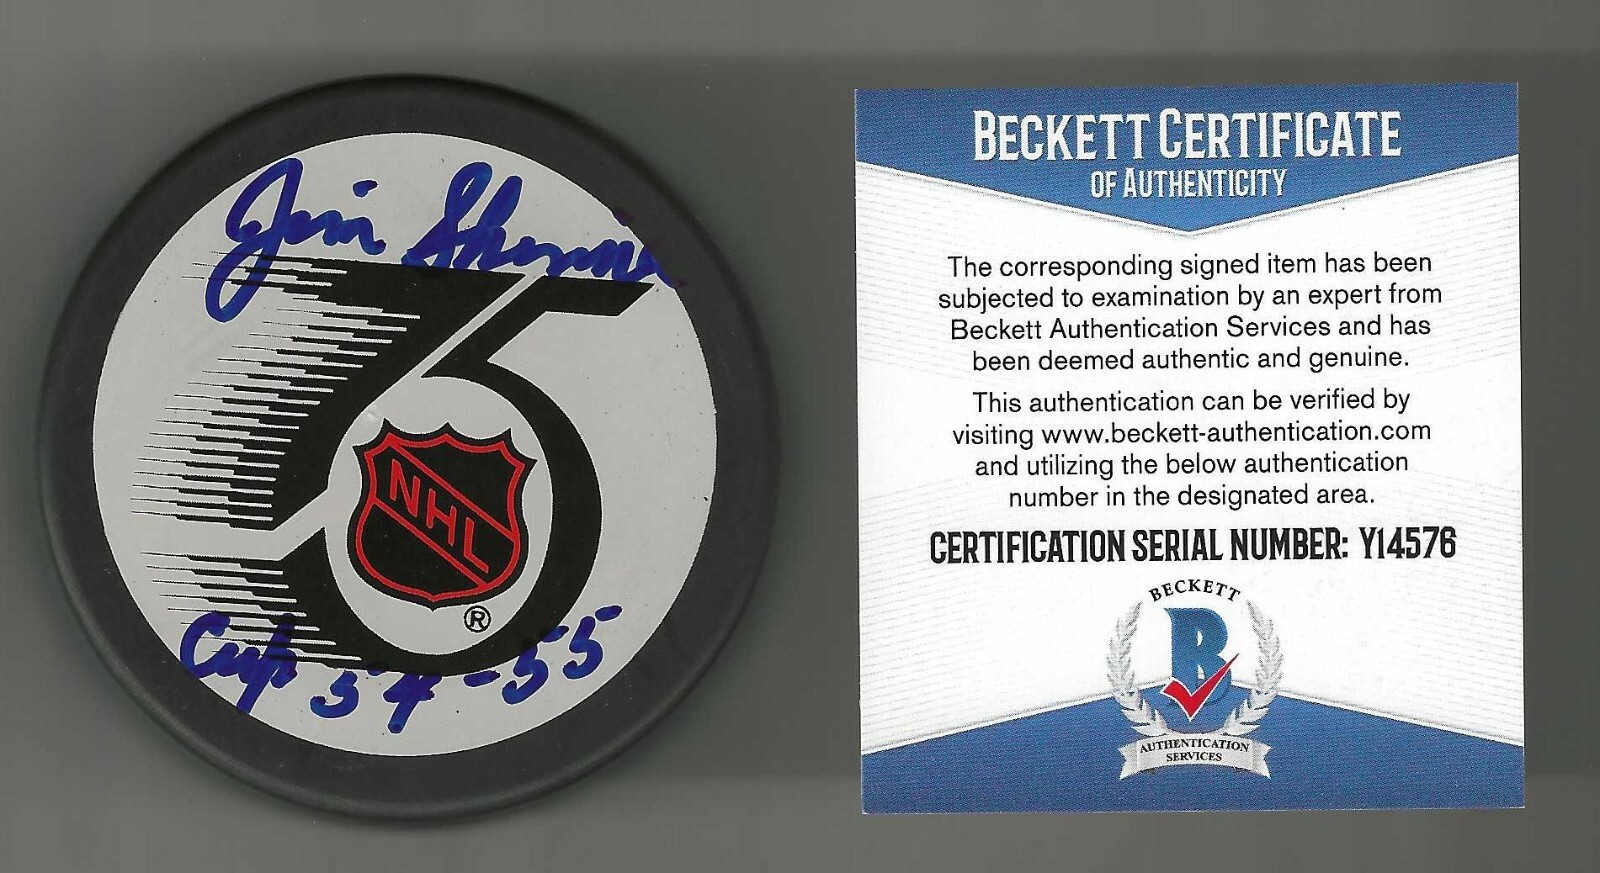 Jim
75
NHL
®
Cup 54-55
BECKETT CERTIFICATE
OF AUTHENTICITY
The corresponding signed item has been
subjected to examination by an expert from
Beckett Authentication Services and has
been deemed authentic and genuine.
This authentication can be verified by
visiting www.beckett-authentication.com
and utilizing the below authentication
number in the designated area.
CERTIFICATION SERIAL NUMBER: Y14576
BECKETT
B
AUTHENTICATION
SERVICES